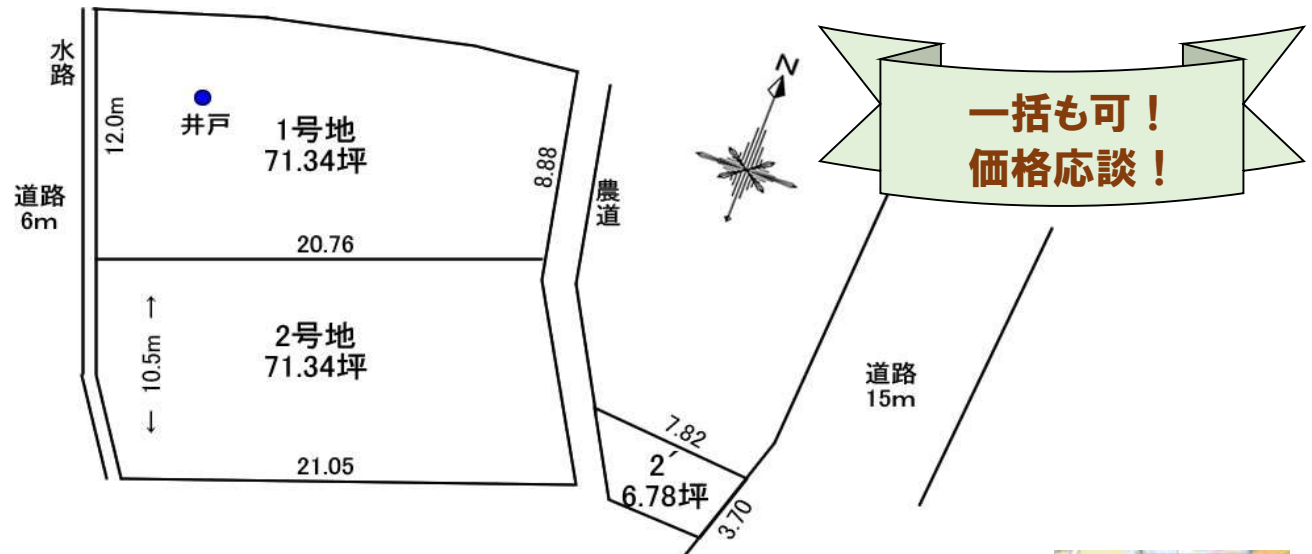 水路
道路
6m
12.0m
井戸
1号地
71.34坪
8.88
農道
20.76
↑
10.5m
↓
2号地
71.34坪
21.05
N
一括も可！
価格応談！
道路
15m
7.82
2´
6.78坪
3.70